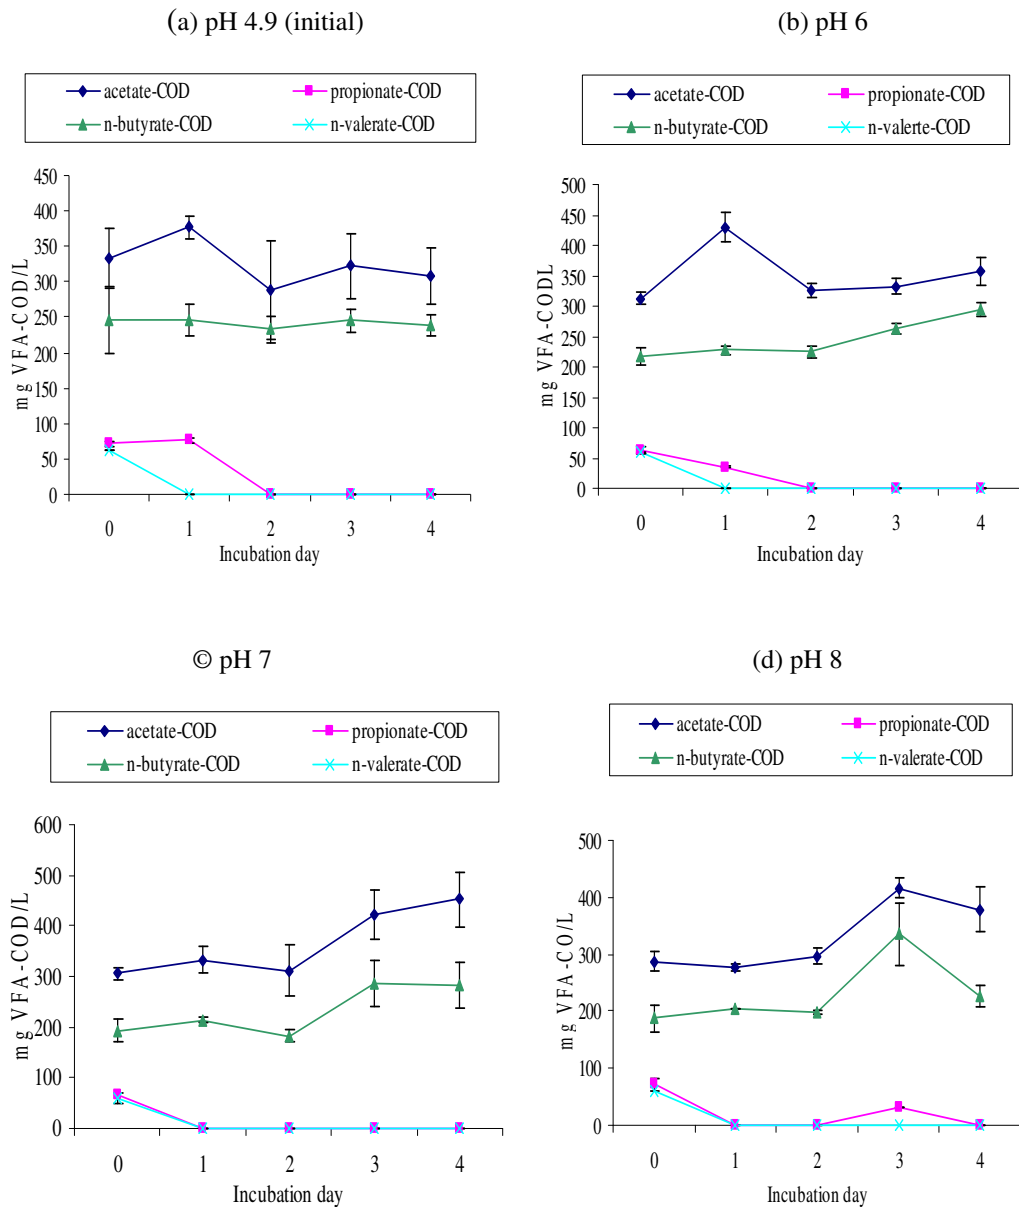 (a) pH 4.9 (initial)
acetate-COD propionate-COD
n-butyrate-COD n-valerate-COD
mg VFA-COD/L
450
400
350
300
250
200
150
100
50
0
0 1 2 3 4
Incubation day
(b) pH 6
acetate-COD propionate-COD
n-butyrate-COD n-valerte-COD
mg VFA-CODL
500
450
400
350
300
250
200
150
100
50
0
0 1 2 3 4
Incubation day
© pH 7
acetate-COD propionate-COD
n-butyrate-COD n-valerate-COD
mg VFA-COD/L
600
500
400
300
200
100
0
0 1 2 3 4
Incubation day
(d) pH 8
acetate-COD propionate-COD
n-butyrate-COD n-valerate-COD
mg VFA-CO/L
500
400
300
200
100
0
0 1 2 3 4
Incubation day